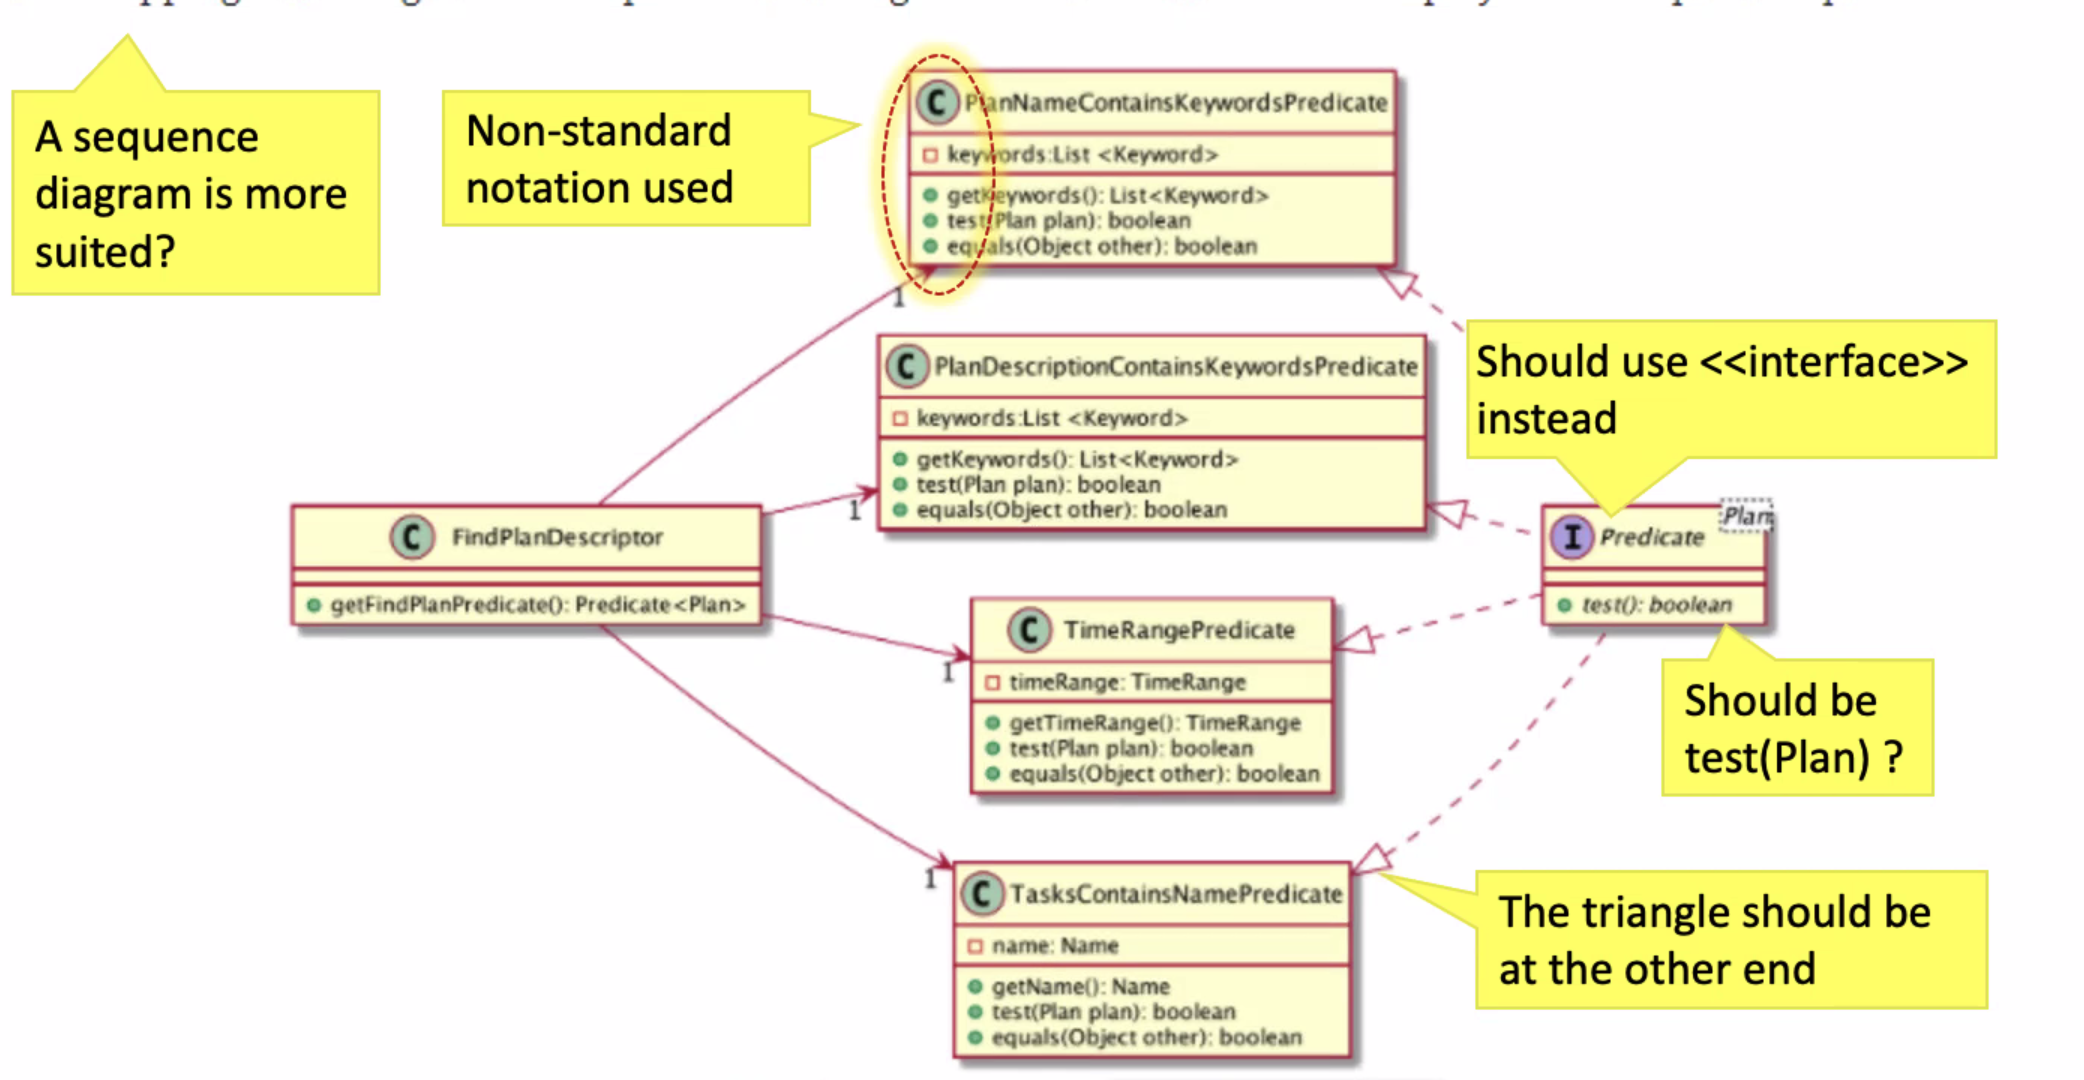 A sequence
diagram is more
suited?
Non-standard
notation used
C PlanNameContainsKeywordsPredicate
keywords:List <Keyword>
getKeywords(): List<Keyword>
test(Plan plan): boolean
equals(Object other): boolean
1
C PlanDescriptionContainsKeywordsPredicate
keywords:List <Keyword>
getKeywords(): List<Keyword>
test(Plan plan): boolean
equals(Object other): boolean
1
Should use <<interface>>
instead
C FindPlanDescriptor
getFindPlanPredicate(): Predicate<Plan>
Plan
I Predicate
test(): boolean
C TimeRangePredicate
timeRange: TimeRange
getTimeRange(): TimeRange
test(Plan plan): boolean
equals(Object other): boolean
1
Should be
test(Plan) ?
C TasksContainsNamePredicate
name: Name
getName(): Name
test(Plan plan): boolean
equals(Object other): boolean
1
The triangle should be
at the other end